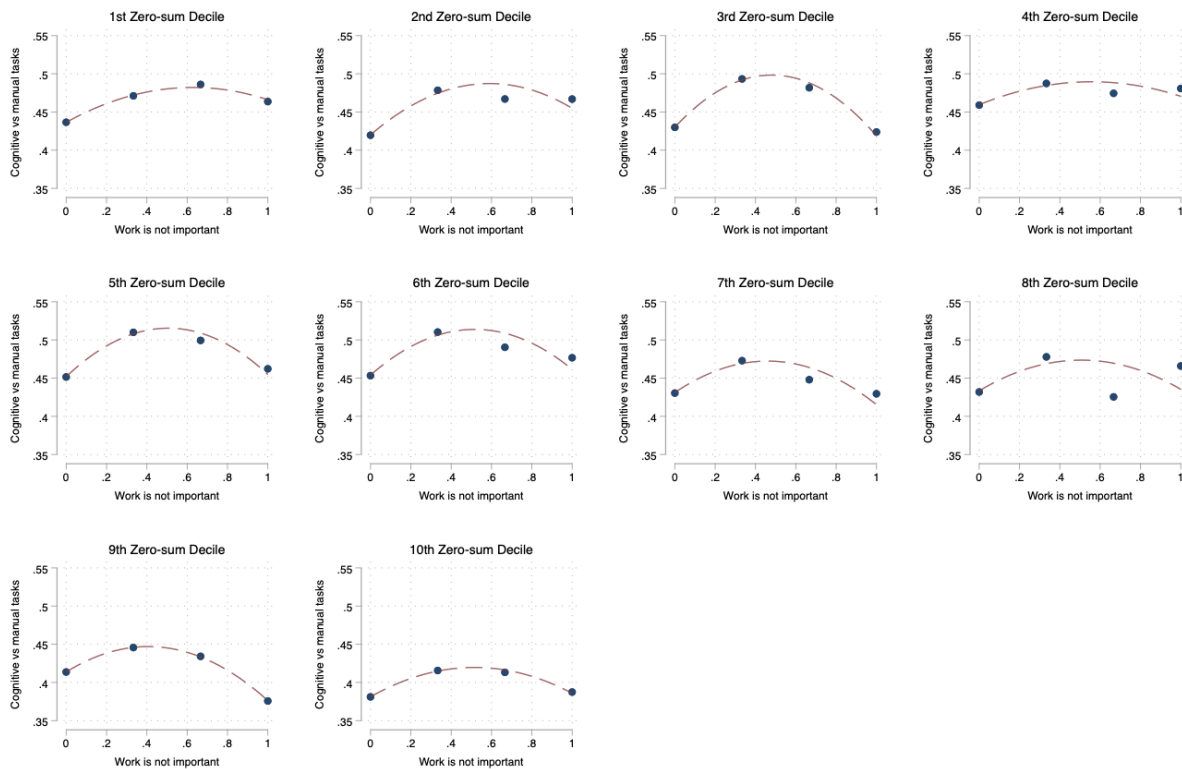 1st Zero-sum Decile
.55
.5
.45
.4
.35
Cognitive vs manual tasks
0 .2 .4 .6 .8 1
Work is not important
2nd Zero-sum Decile
.55
.5
.45
.4
.35
Cognitive vs manual tasks
0 .2 .4 .6 .8 1
Work is not important
3rd Zero-sum Decile
.55
.5
.45
.4
.35
Cognitive vs manual tasks
0 .2 .4 .6 .8 1
Work is not important
4th Zero-sum Decile
.55
.5
.45
.4
.35
Cognitive vs manual tasks
0 .2 .4 .6 .8 1
Work is not important
5th Zero-sum Decile
.55
.5
.45
.4
.35
Cognitive vs manual tasks
0 .2 .4 .6 .8 1
Work is not important
6th Zero-sum Decile
.55
.5
.45
.4
.35
Cognitive vs manual tasks
0 .2 .4 .6 .8 1
Work is not important
7th Zero-sum Decile
.55
.5
.45
.4
.35
Cognitive vs manual tasks
0 .2 .4 .6 .8 1
Work is not important
8th Zero-sum Decile
.55
.5
.45
.4
.35
Cognitive vs manual tasks
0 .2 .4 .6 .8 1
Work is not important
9th Zero-sum Decile
.55
.5
.45
.4
.35
Cognitive vs manual tasks
0 .2 .4 .6 .8 1
Work is not important
10th Zero-sum Decile
.55
.5
.45
.4
.35
Cognitive vs manual tasks
0 .2 .4 .6 .8 1
Work is not important